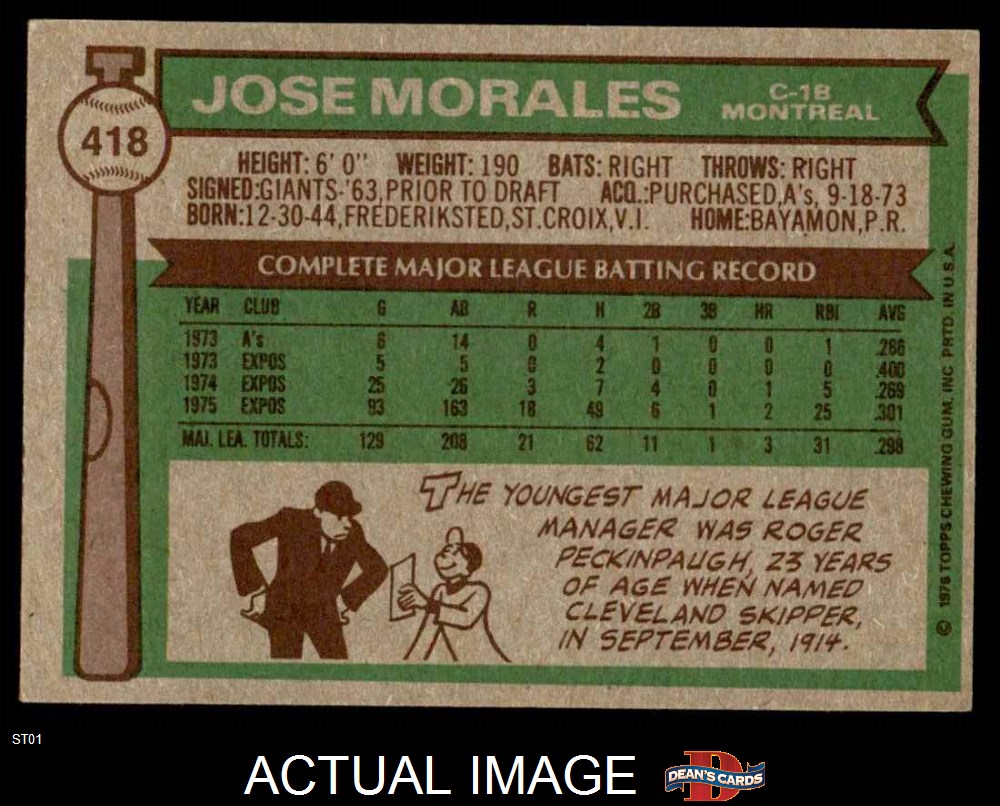 JOSE MORALES C-1B
MONTREAL
418
HEIGHT: 6' 0" WEIGHT: 190 BATS: RIGHT THROWS: RIGHT
SIGNED:GIANTS-'63,PRIOR TO DRAFT ACQ.:PURCHASED,A's, 9-18-73
BORN:12-30-44,FREDERIKSTED,ST.CROIX,V.I. HOME:BAYAMON,P.R.
COMPLETE MAJOR LEAGUE BATTING RECORD
YEAR CLUB G AB R H 2B 3B HR RBI AVG
1973 A's 6 14 0 4 1 0 0 1 .286
1973 EXPOS 5 5 0 2 0 0 0 0 .400
1974 EXPOS 25 26 3 7 4 0 1 5 .269
1975 EXPOS 93 163 18 49 6 1 2 25 .301
MAJ. LEA. TOTALS: 129 208 21 62 11 1 3 31 .298
THE YOUNGEST MAJOR LEAGUE
MANAGER WAS ROGER
PECKINPAUGH, 23 YEARS
OF AGE WHEN NAMED
CLEVELAND SKIPPER,
IN SEPTEMBER, 1914.
© 1976 TOPPS CHEWING GUM, INC. PRTD. IN U.S.A.
ST01
ACTUAL IMAGE
DEAN'S CARDS